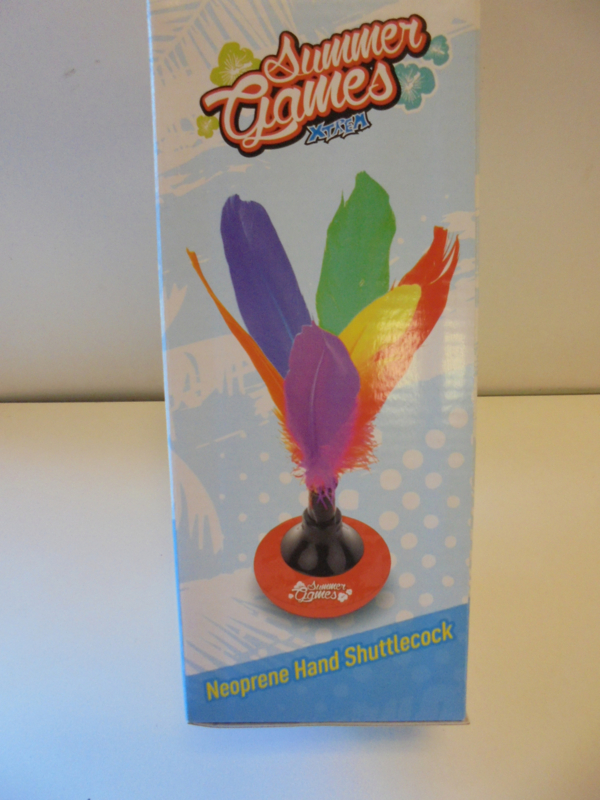 Summer
Games
XTREM
Summer
Games
Neoprene Hand Shuttlecock